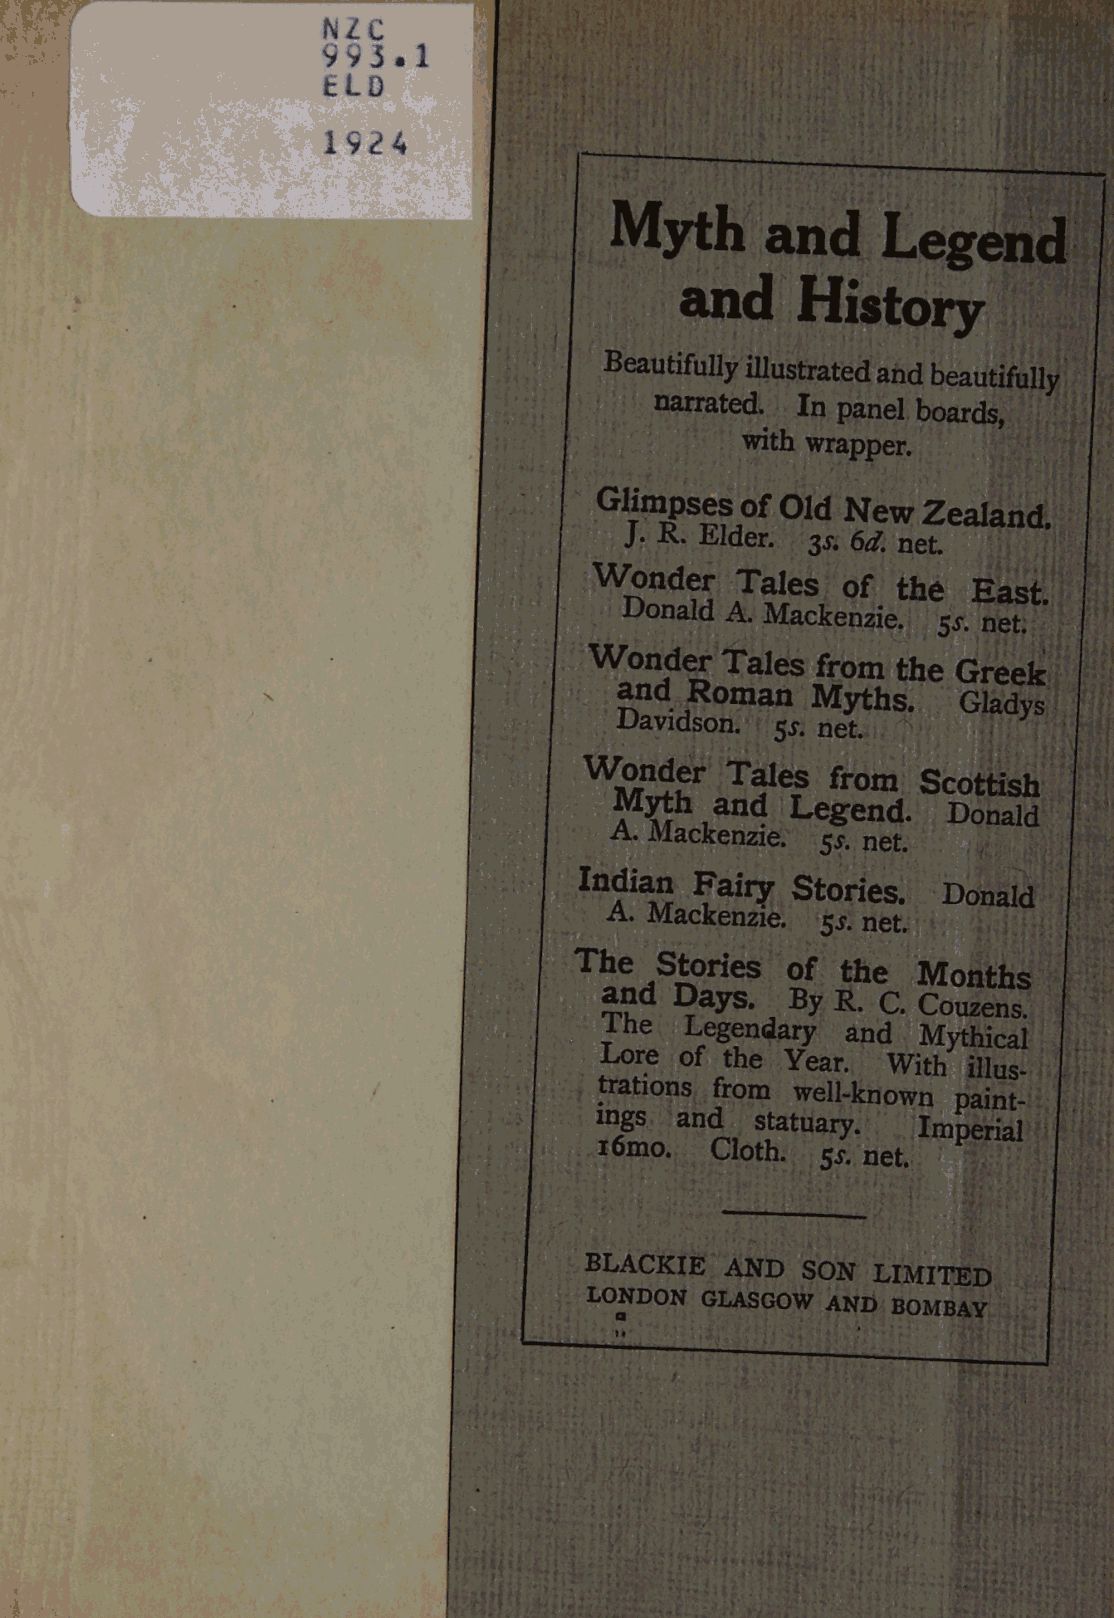 NZC
993.1
ELD
1924
Myth and Legend
and History
Beautifully illustrated and beautifully
narrated. In panel boards,
with wrapper.
Glimpses of Old New Zealand.
J. R. Elder. 3s. 6d. net.
Wonder Tales of the East.
Donald A. Mackenzie. 5s. net.
Wonder Tales from the Greek
and Roman Myths. Gladys
Davidson. 5s. net.
Wonder Tales from Scottish
Myth and Legend. Donald
A. Mackenzie. 5s. net.
Indian Fairy Stories. Donald
A. Mackenzie. 5s. net.
The Stories of the Months
and Days. By R. C. Couzens.
The Legendary and Mythical
Lore of the Year. With illus-
trations from well-known paint-
ings and statuary. Imperial
16mo. Cloth. 5s. net.
BLACKIE AND SON LIMITED
LONDON GLASGOW AND BOMBAY